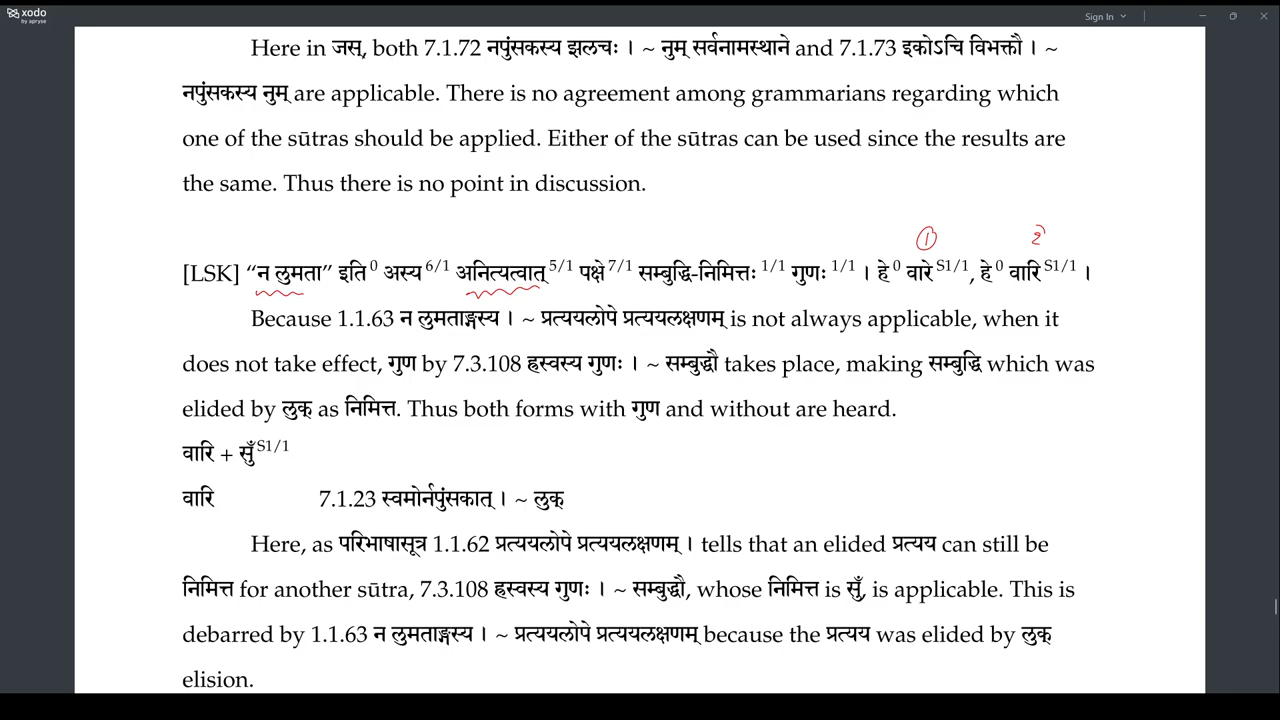 xodo
by apryse
Sign In
Here in जस्, both 7.1.72 नपुंसकस्य झलचः । ~ नुम् सर्वनामस्थाने and 7.1.73 इकोऽचि विभक्तौ । ~
नपुंसकस्य नुम् are applicable. There is no agreement among grammarians regarding which
one of the sūtras should be applied. Either of the sūtras can be used since the results are
the same. Thus there is no point in discussion.
1 2
[LSK] “न लुमता” इति 0 अस्य 6/1 अनित्यत्वात् 5/1 पक्षे 7/1 सम्बुद्धि-निमित्तः 1/1 गुणः 1/1 । हे 0 वारे S1/1, हे 0 वारि S1/1 ।
Because 1.1.63 न लुमताङ्गस्य । ~ प्रत्ययलोपे प्रत्ययलक्षणम् is not always applicable, when it
does not take effect, गुण by 7.3.108 ह्रस्वस्य गुणः । ~ सम्बुद्धौ takes place, making सम्बुद्धि which was
elided by लुक् as निमित्त. Thus both forms with गुण and without are heard.
वारि + सुँ S1/1
वारि 7.1.23 स्वमोर्नपुंसकात् । ~ लुक्
Here, as परिभाषासूत्र 1.1.62 प्रत्ययलोपे प्रत्ययलक्षणम् । tells that an elided प्रत्यय can still be
निमित्त for another sūtra, 7.3.108 ह्रस्वस्य गुणः । ~ सम्बुद्धौ, whose निमित्त is सुँ, is applicable. This is
debarred by 1.1.63 न लुमताङ्गस्य । ~ प्रत्ययलोपे प्रत्ययलक्षणम् because the प्रत्यय was elided by लुक्
elision.